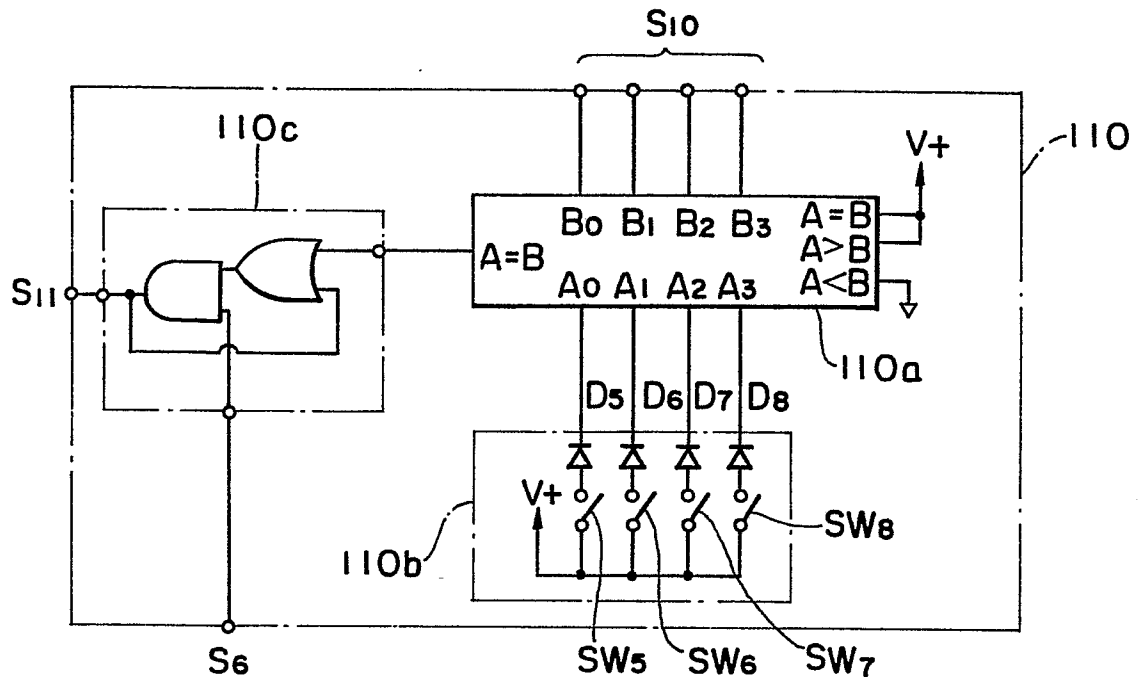 S10
110c
110
V+
B0 B1 B2 B3 A=B
A=B A>B
A0 A1 A2 A3 A<B
S11
110a
D5 D6 D7 D8
V+
SW8
110b
S6 SW5 SW6 SW7